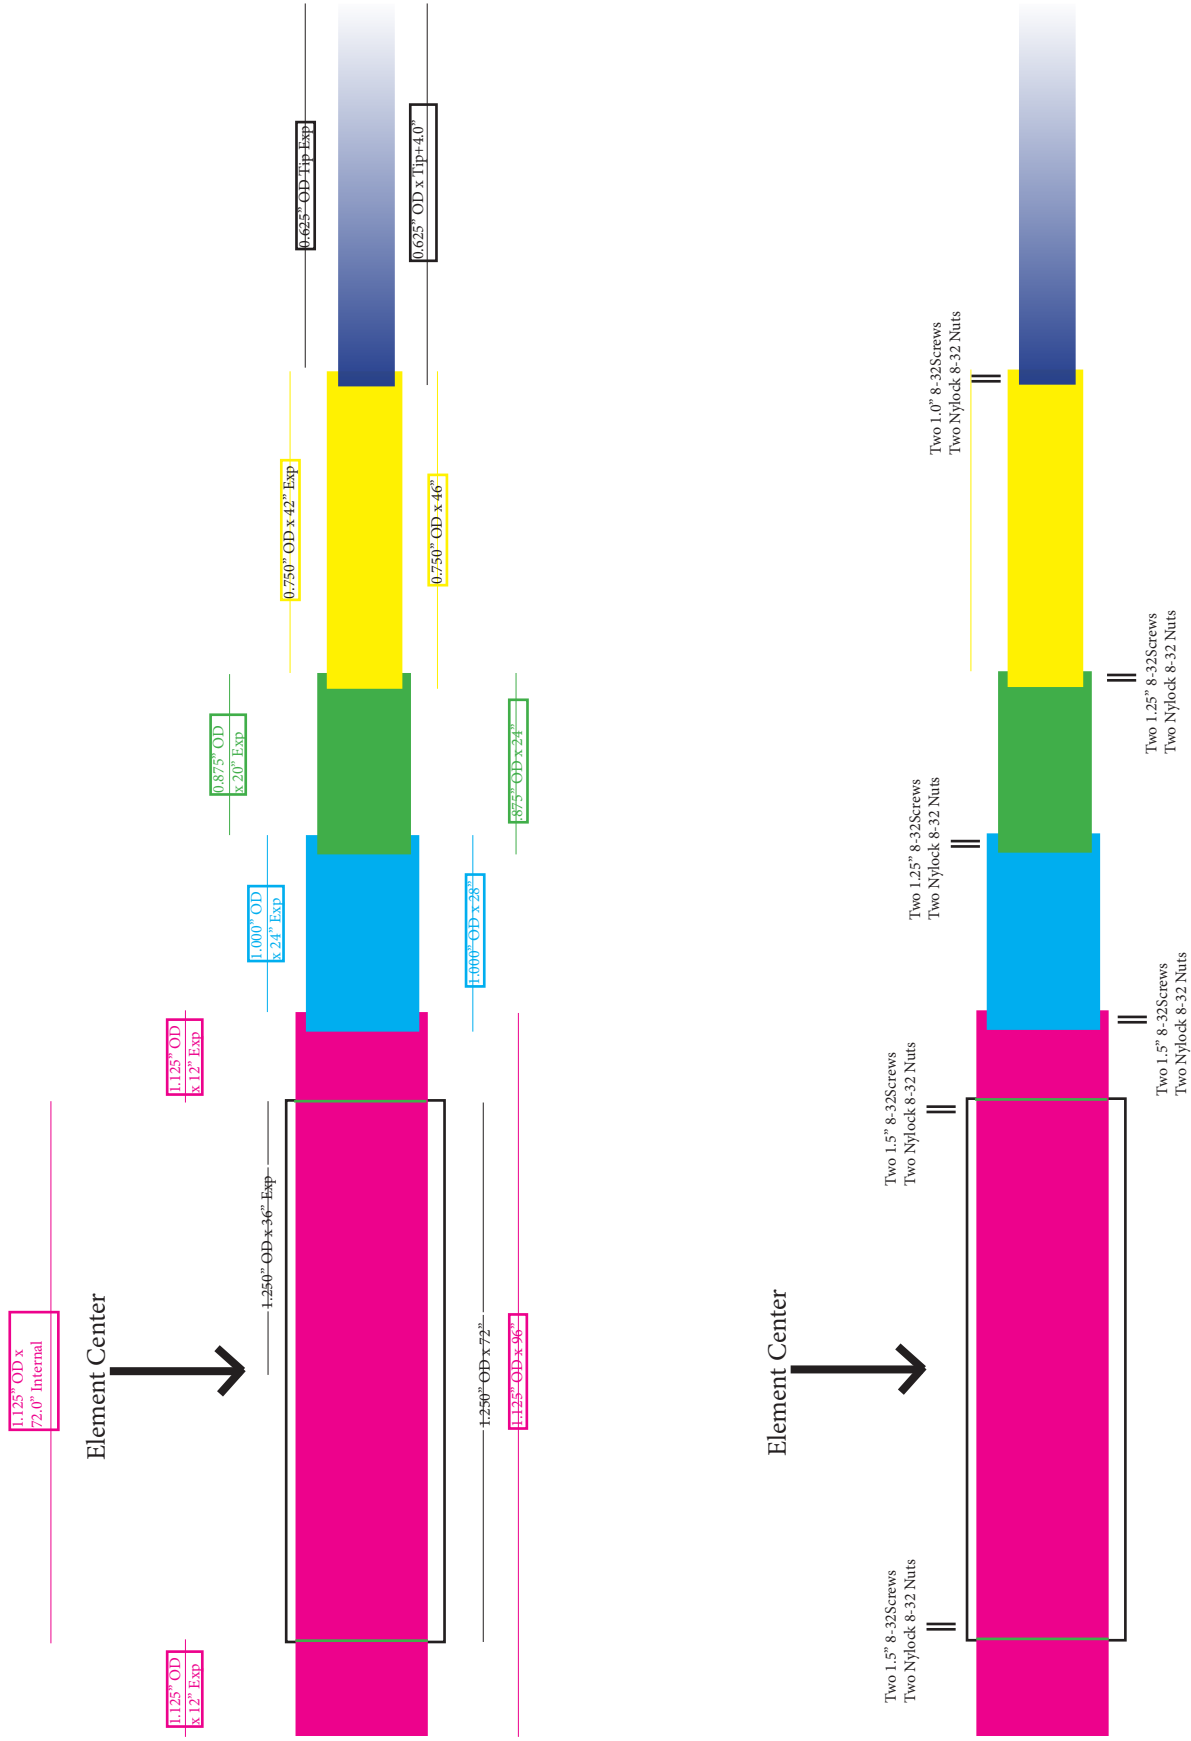 1.125” OD x
72.0” Internal
Element Center
1.125” OD
x 12” Exp
1.125” OD
x 12” Exp
1.250” OD x 36” Exp
1.000” OD
x 24” Exp
0.875” OD
x 20” Exp
0.750” OD x 42” Exp
0.625” OD Tip Exp
1.250” OD x 72”
1.125” OD x 96”
1.000” OD x 28”
.875” OD x 24”
0.750” OD x 46”
0.625” OD x Tip+4.0”
Element Center
Two 1.5” 8-32Screws
Two Nylock 8-32 Nuts
Two 1.5” 8-32Screws
Two Nylock 8-32 Nuts
Two 1.5” 8-32Screws
Two Nylock 8-32 Nuts
Two 1.25” 8-32Screws
Two Nylock 8-32 Nuts
Two 1.25” 8-32Screws
Two Nylock 8-32 Nuts
Two 1.0” 8-32Screws
Two Nylock 8-32 Nuts